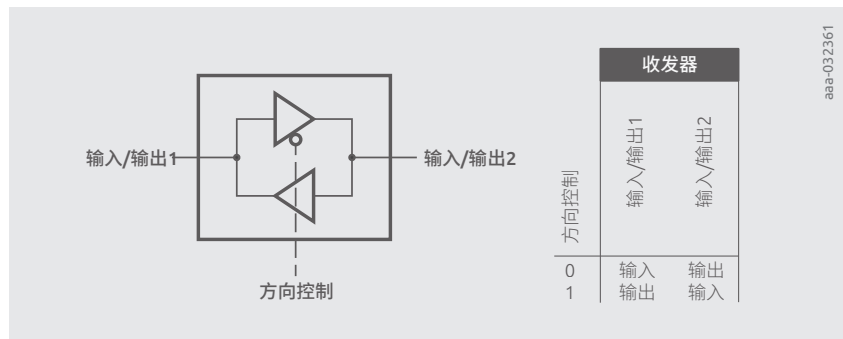 输入/输出1
输入/输出2
方向控制
收发器
方向控制
输入/输出1
输入/输出2
0 输入 输出
1 输出 输入
aaa-032361